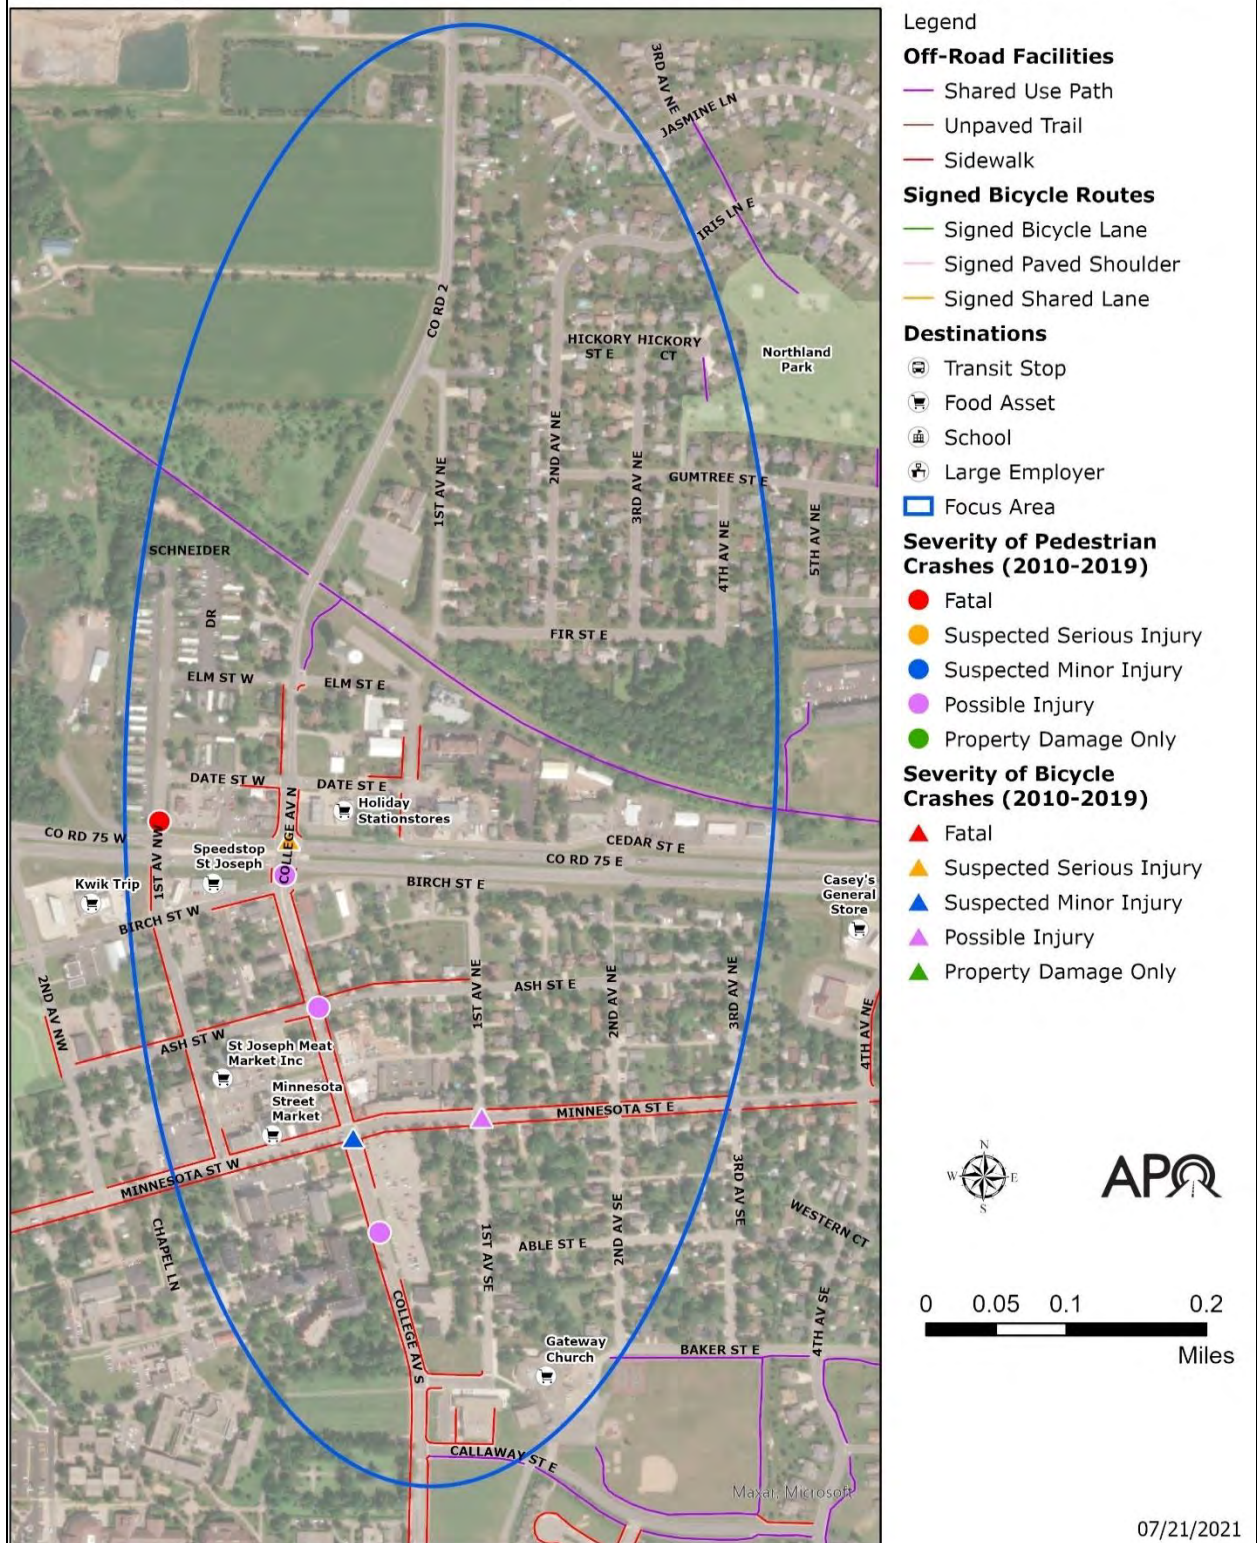 3RD AV NE
JASMINE LN
IRIS LN E
CO RD 2
HICKORY
ST E
HICKORY
CT
Northland
Park
1ST AV NE
2ND AV NE
3RD AV NE
GUMTREE ST E
4TH AV NE
5TH AV NE
SCHNEIDER
DR
FIR ST E
ELM ST W
ELM ST E
DATE ST W
DATE ST E
COLLEGE AV N
Holiday
Stationstores
CO RD 75 W
1ST AV NW
Speedstop
St Joseph
CEDAR ST E
CO RD 75 E
Kwik Trip
BIRCH ST E
BIRCH ST W
Casey's
General
Store
2ND AV NW
1ST AV NE
ASH ST E
2ND AV NE
3RD AV NE
4TH AV NE
ASH ST W
St Joseph Meat
Market Inc
Minnesota
Street
Market
MINNESOTA ST E
MINNESOTA ST W
CHAPEL LN
3RD AV SE
WESTERN CT
1ST AV SE
ABLE ST E
2ND AV SE
COLLEGE AV S
4TH AV SE
Gateway
Church
BAKER ST E
CALLAWAY ST E
Maxar, Microsoft
Legend
Off-Road Facilities
Shared Use Path
Unpaved Trail
Sidewalk
Signed Bicycle Routes
Signed Bicycle Lane
Signed Paved Shoulder
Signed Shared Lane
Destinations
Transit Stop
Food Asset
School
Large Employer
Focus Area
Severity of Pedestrian
Crashes (2010-2019)
Fatal
Suspected Serious Injury
Suspected Minor Injury
Possible Injury
Property Damage Only
Severity of Bicycle
Crashes (2010-2019)
Fatal
Suspected Serious Injury
Suspected Minor Injury
Possible Injury
Property Damage Only
N
W E
S
APO
0 0.05 0.1 0.2
Miles
07/21/2021